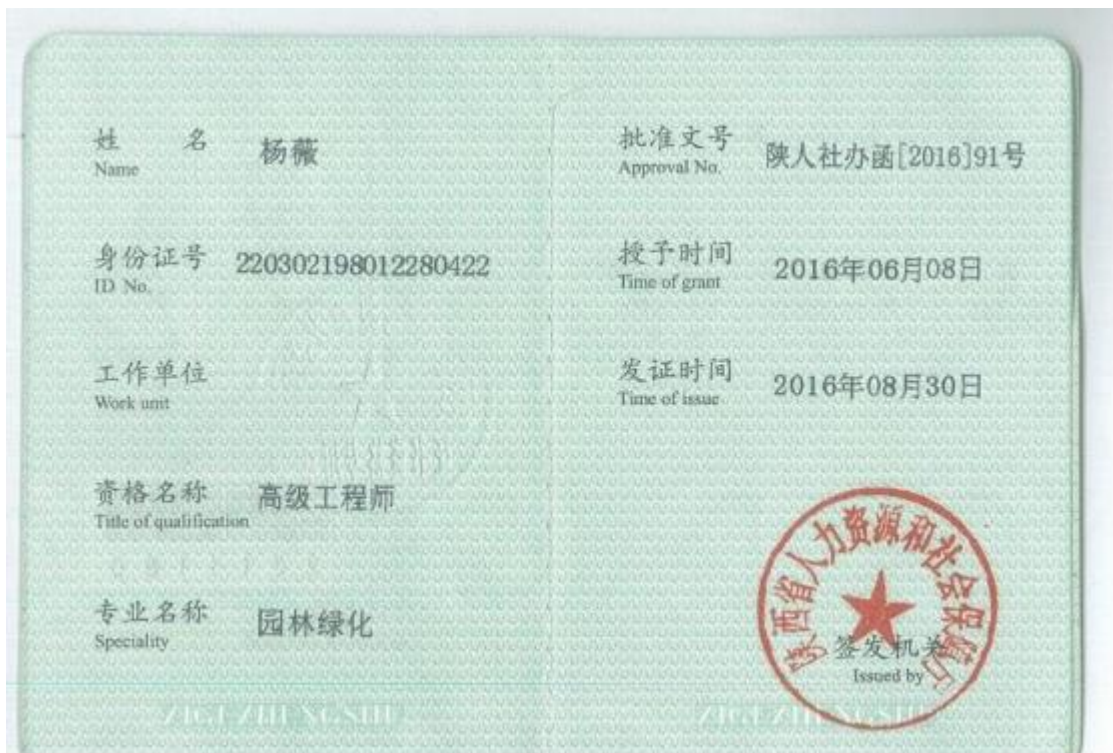 姓 名 杨薇
Name
身份证号 220302198012280422
ID No.
工作单位
Work unit
资格名称 高级工程师
Title of qualification
专业名称 园林绿化
Speciality
批准文号 陕人社办函[2016]91号
Approval No.
授予时间 2016年06月08日
Time of grant
发证时间 2016年08月30日
Time of issue
陕西省人力资源和社会保障厅
签发机关
Issued by
ZIGEZHENGSHU
ZIGEZHENGSHU